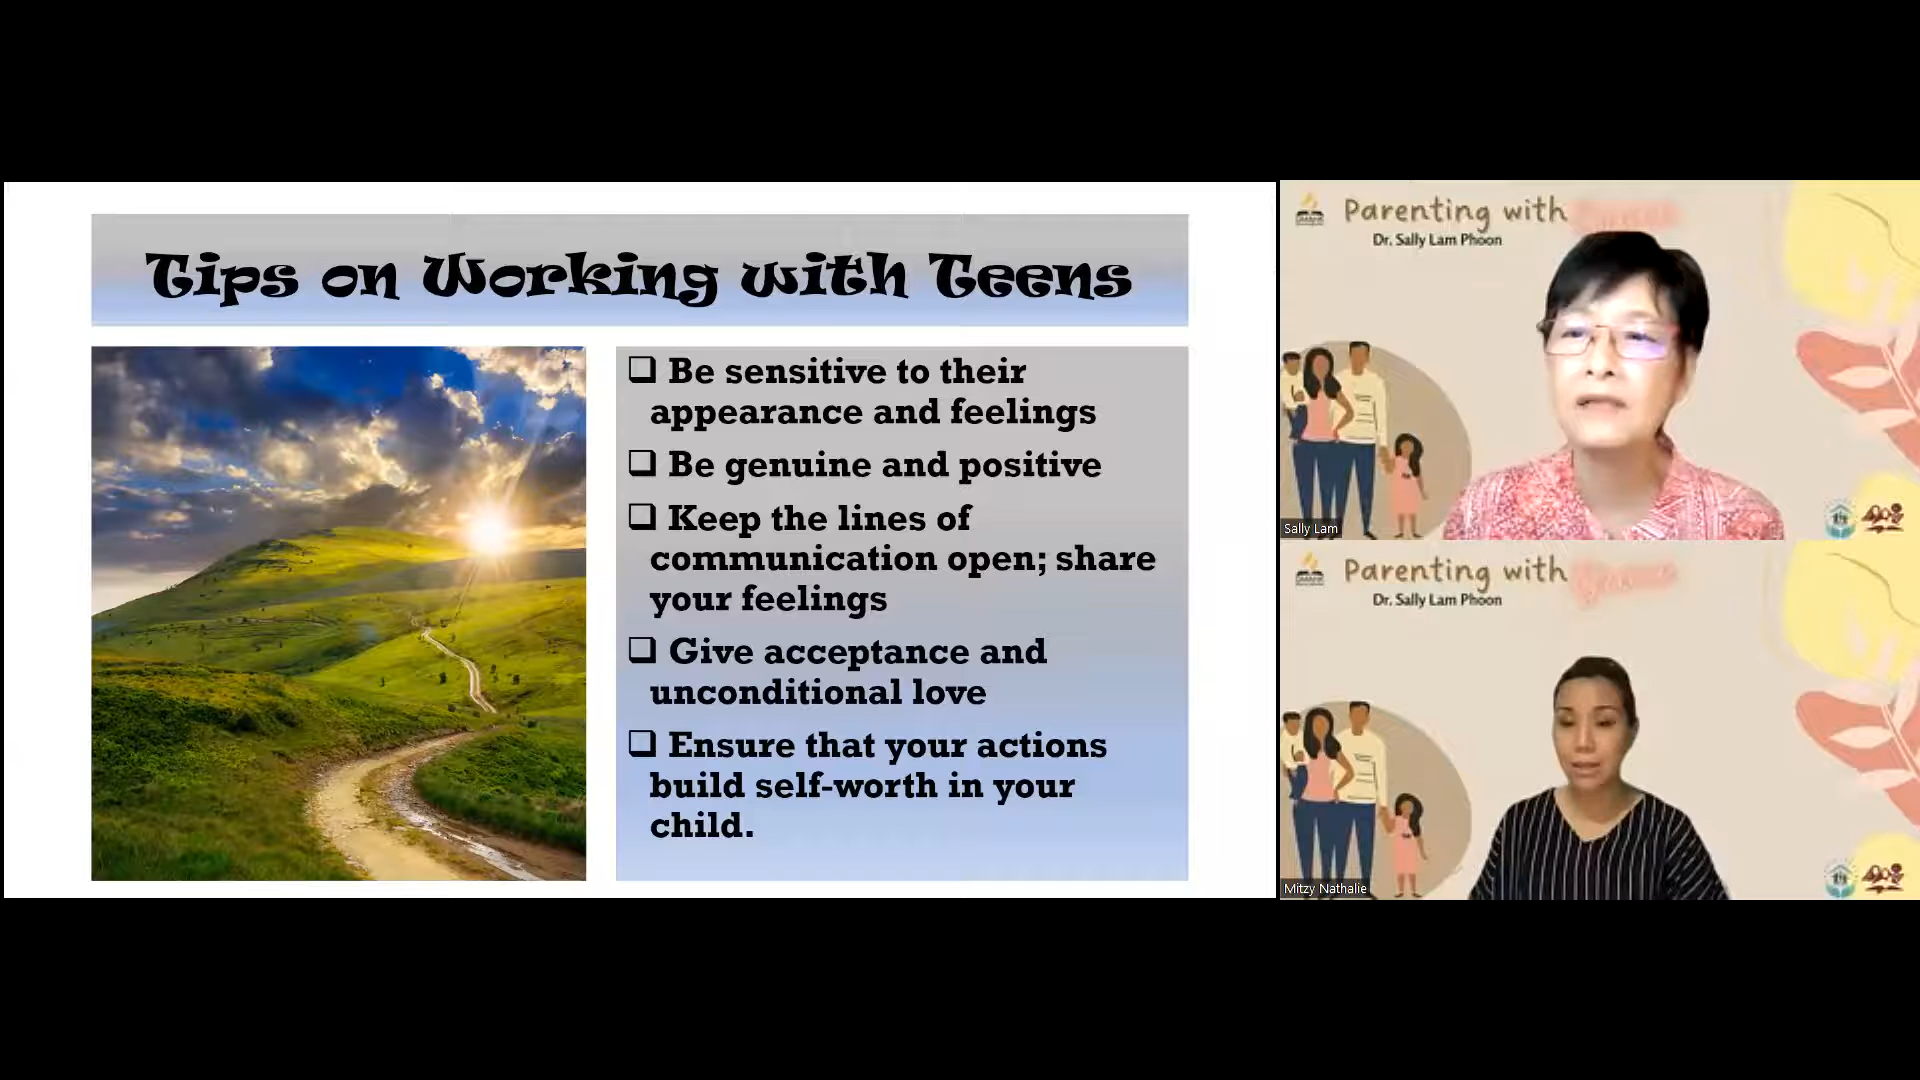 Tips on Working with Teens
❑ Be sensitive to their
appearance and feelings
❑ Be genuine and positive
❑ Keep the lines of
communication open; share
your feelings
❑ Give acceptance and
unconditional love
❑ Ensure that your actions
build self-worth in your
child.
Parenting with
Dr. Sally Lam Phoon
Sally Lam
Parenting with
Dr. Sally Lam Phoon
Mitzy Nathalie